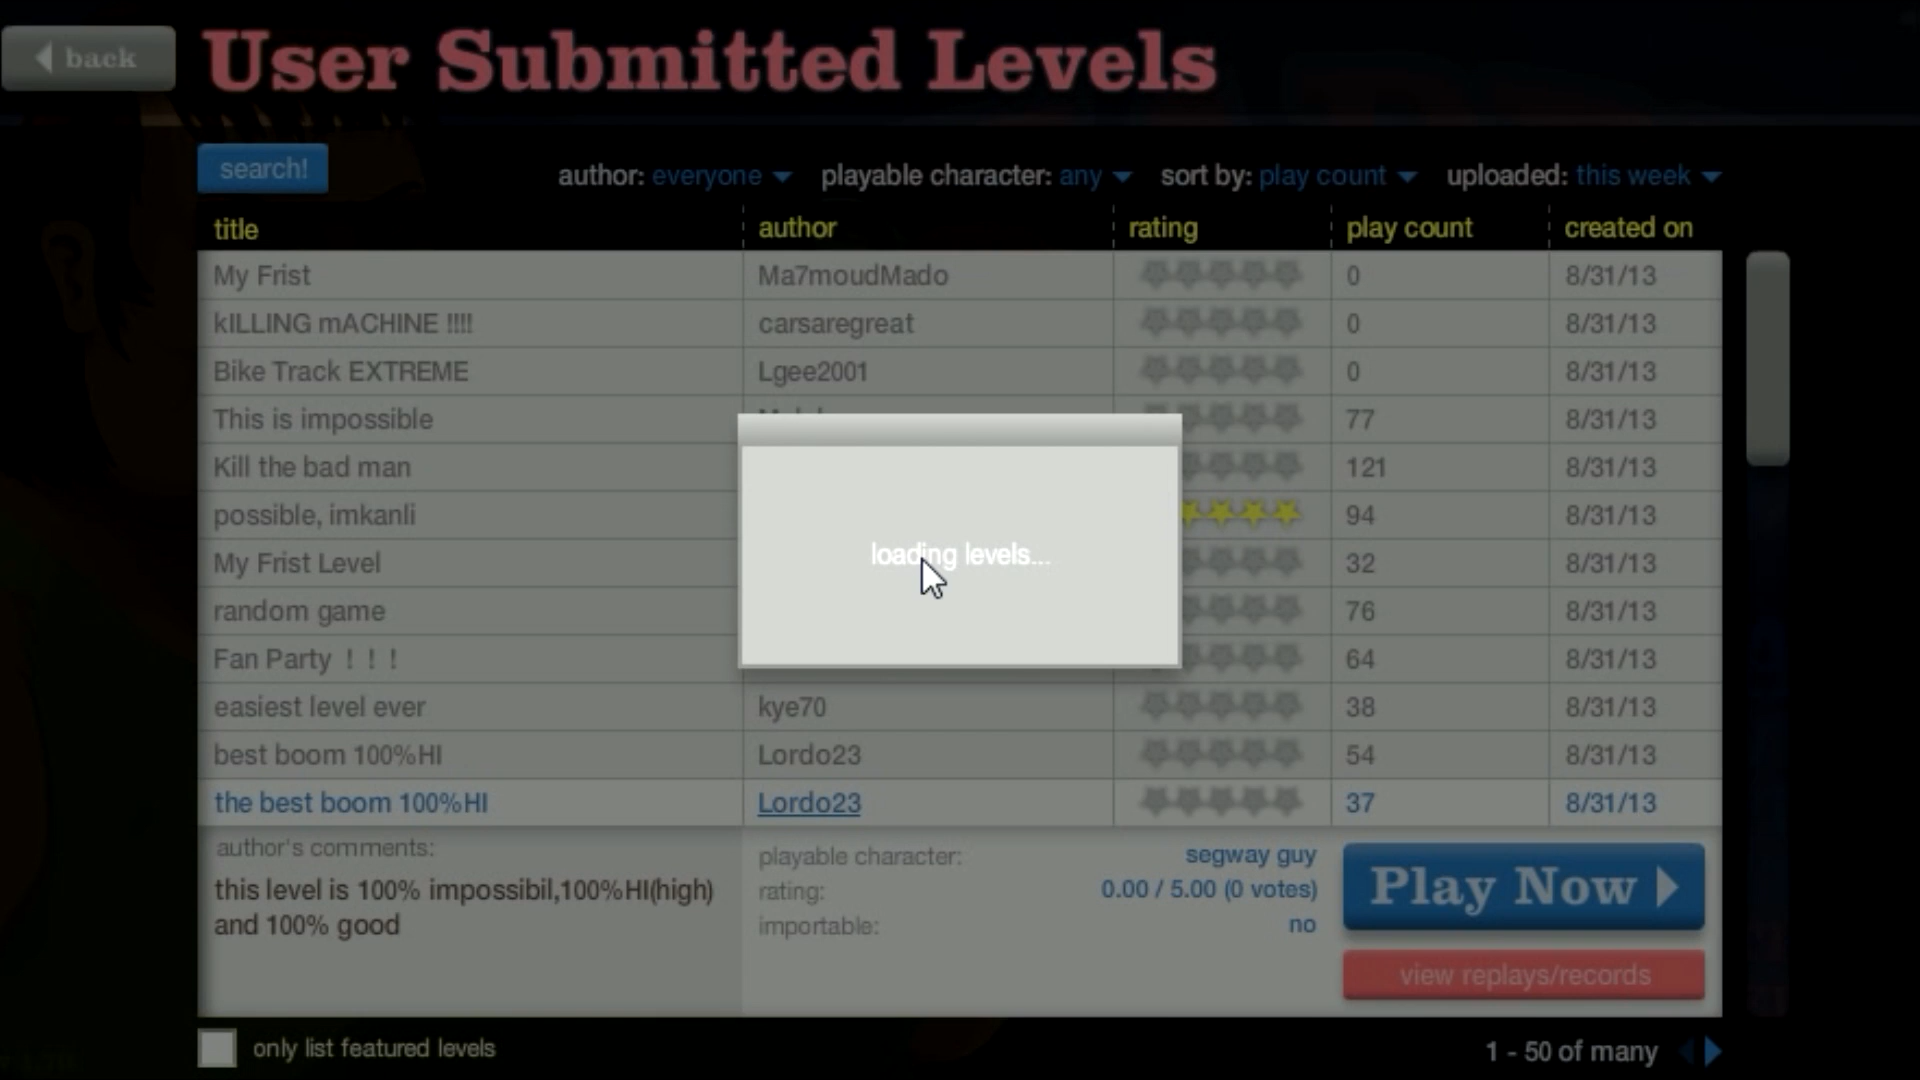 back
User Submitted Levels
search!
author: everyone playable character: any sort by: play count uploaded: this week
title author rating play count created on
My Frist Ma7moudMado 0 8/31/13
kILLING mACHINE !!!! carsaregreat 0 8/31/13
Bike Track EXTREME Lgee2001 0 8/31/13
This is impossible 77 8/31/13
Kill the bad man 121 8/31/13
possible, imkanli 94 8/31/13
My Frist Level 32 8/31/13
loading levels...
random game 76 8/31/13
Fan Party ! ! ! 64 8/31/13
easiest level ever kye70 38 8/31/13
best boom 100%HI Lordo23 54 8/31/13
the best boom 100%HI Lordo23 37 8/31/13
author's comments:
this level is 100% impossibil,100%HI(high)
and 100% good
playable character: segway guy
rating: 0.00 / 5.00 (0 votes)
importable: no
Play Now
view replays/records
only list featured levels
1 - 50 of many